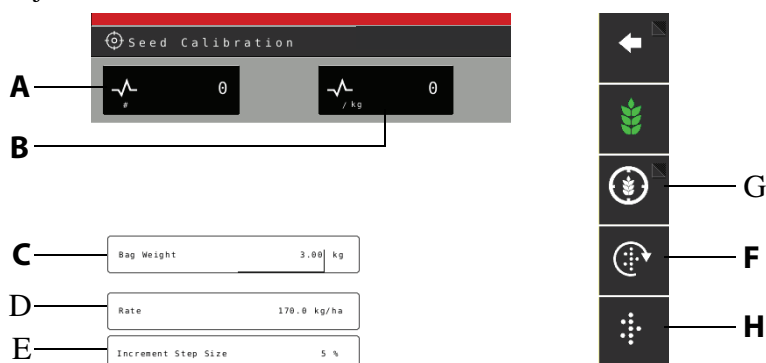 Seed Calibration
A
0
0
#
/ kg
B
G
C
Bag Weight 3.00 kg
F
D
Rate 170.0 kg/ha
H
E
Increment Step Size 5 %